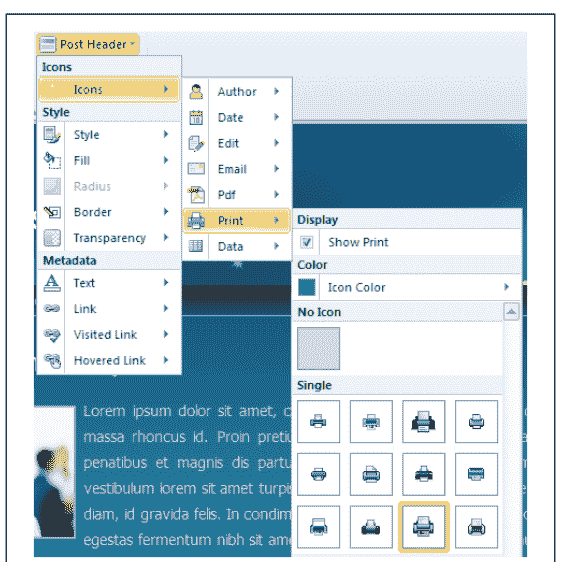 Post Header
Icons
Icons
Style
Style
Fill
Radius
Border
Transparency
Metadata
Text
Link
Visited Link
Hovered Link
Author
Date
Edit
Email
Pdf
Print
Data
Display
Show Print
Color
Icon Color
No Icon
Single
Lorem ipsum dolor sit amet, c
massa rhoncus id. Proin pretiu
penatibus et magnis dis partu
vestibulum lorem sit amet turpis
diam, id gravida felis. In condim
egestas fermentum nibh sit ame